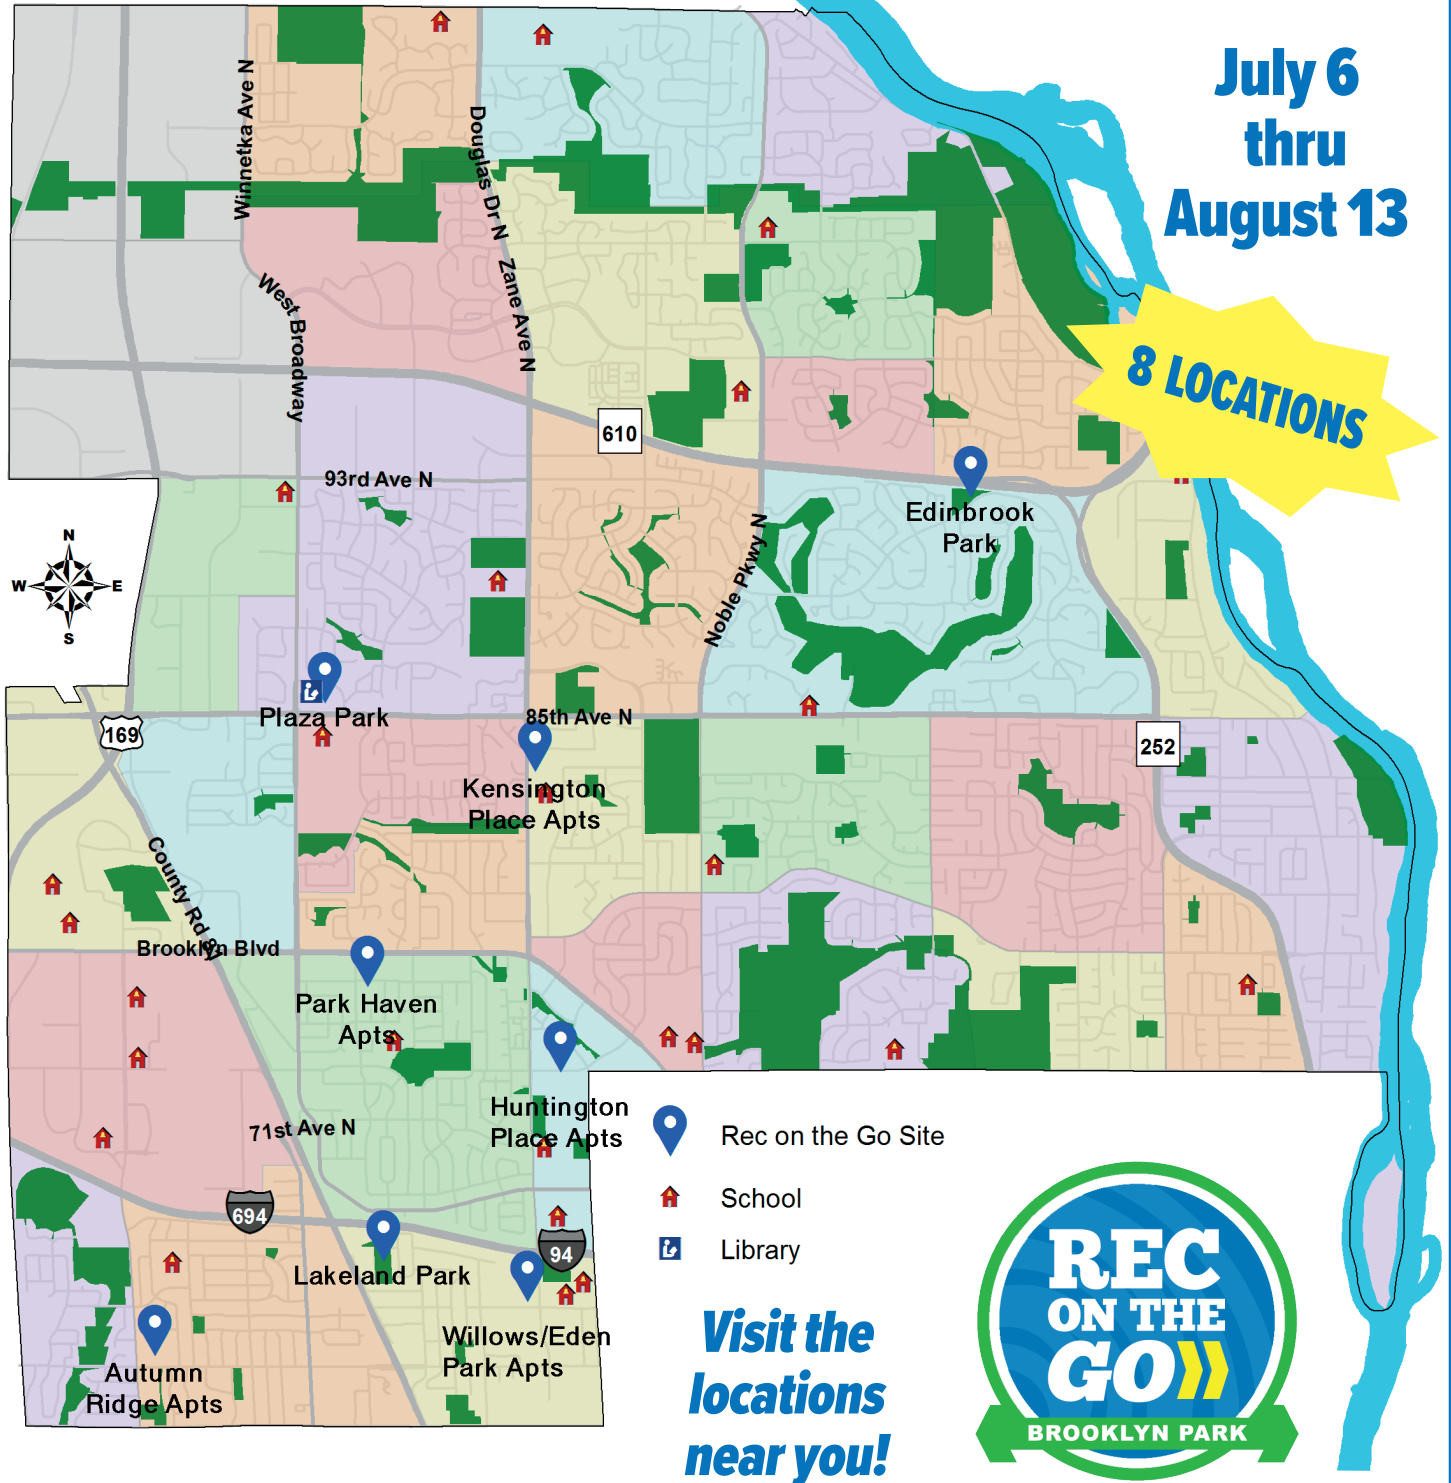 July 6
thru
August 13
8 LOCATIONS
Winnetka Ave N
Douglas Dr N
Zane Ave N
West Broadway
610
93rd Ave N
Edinbrook
Park
Noble Pkwy N
N
W
E
S
Plaza Park
85th Ave N
169
252
Kensington
Place Apts
County Rd 81
Brooklyn Blvd
Park Haven
Apts
Huntington
Place Apts
71st Ave N
694
94
Lakeland Park
Willows/Eden
Park Apts
Autumn
Ridge Apts
Rec on the Go Site
School
Library
Visit the
locations
near you!
REC
ON THE
GO
BROOKLYN PARK